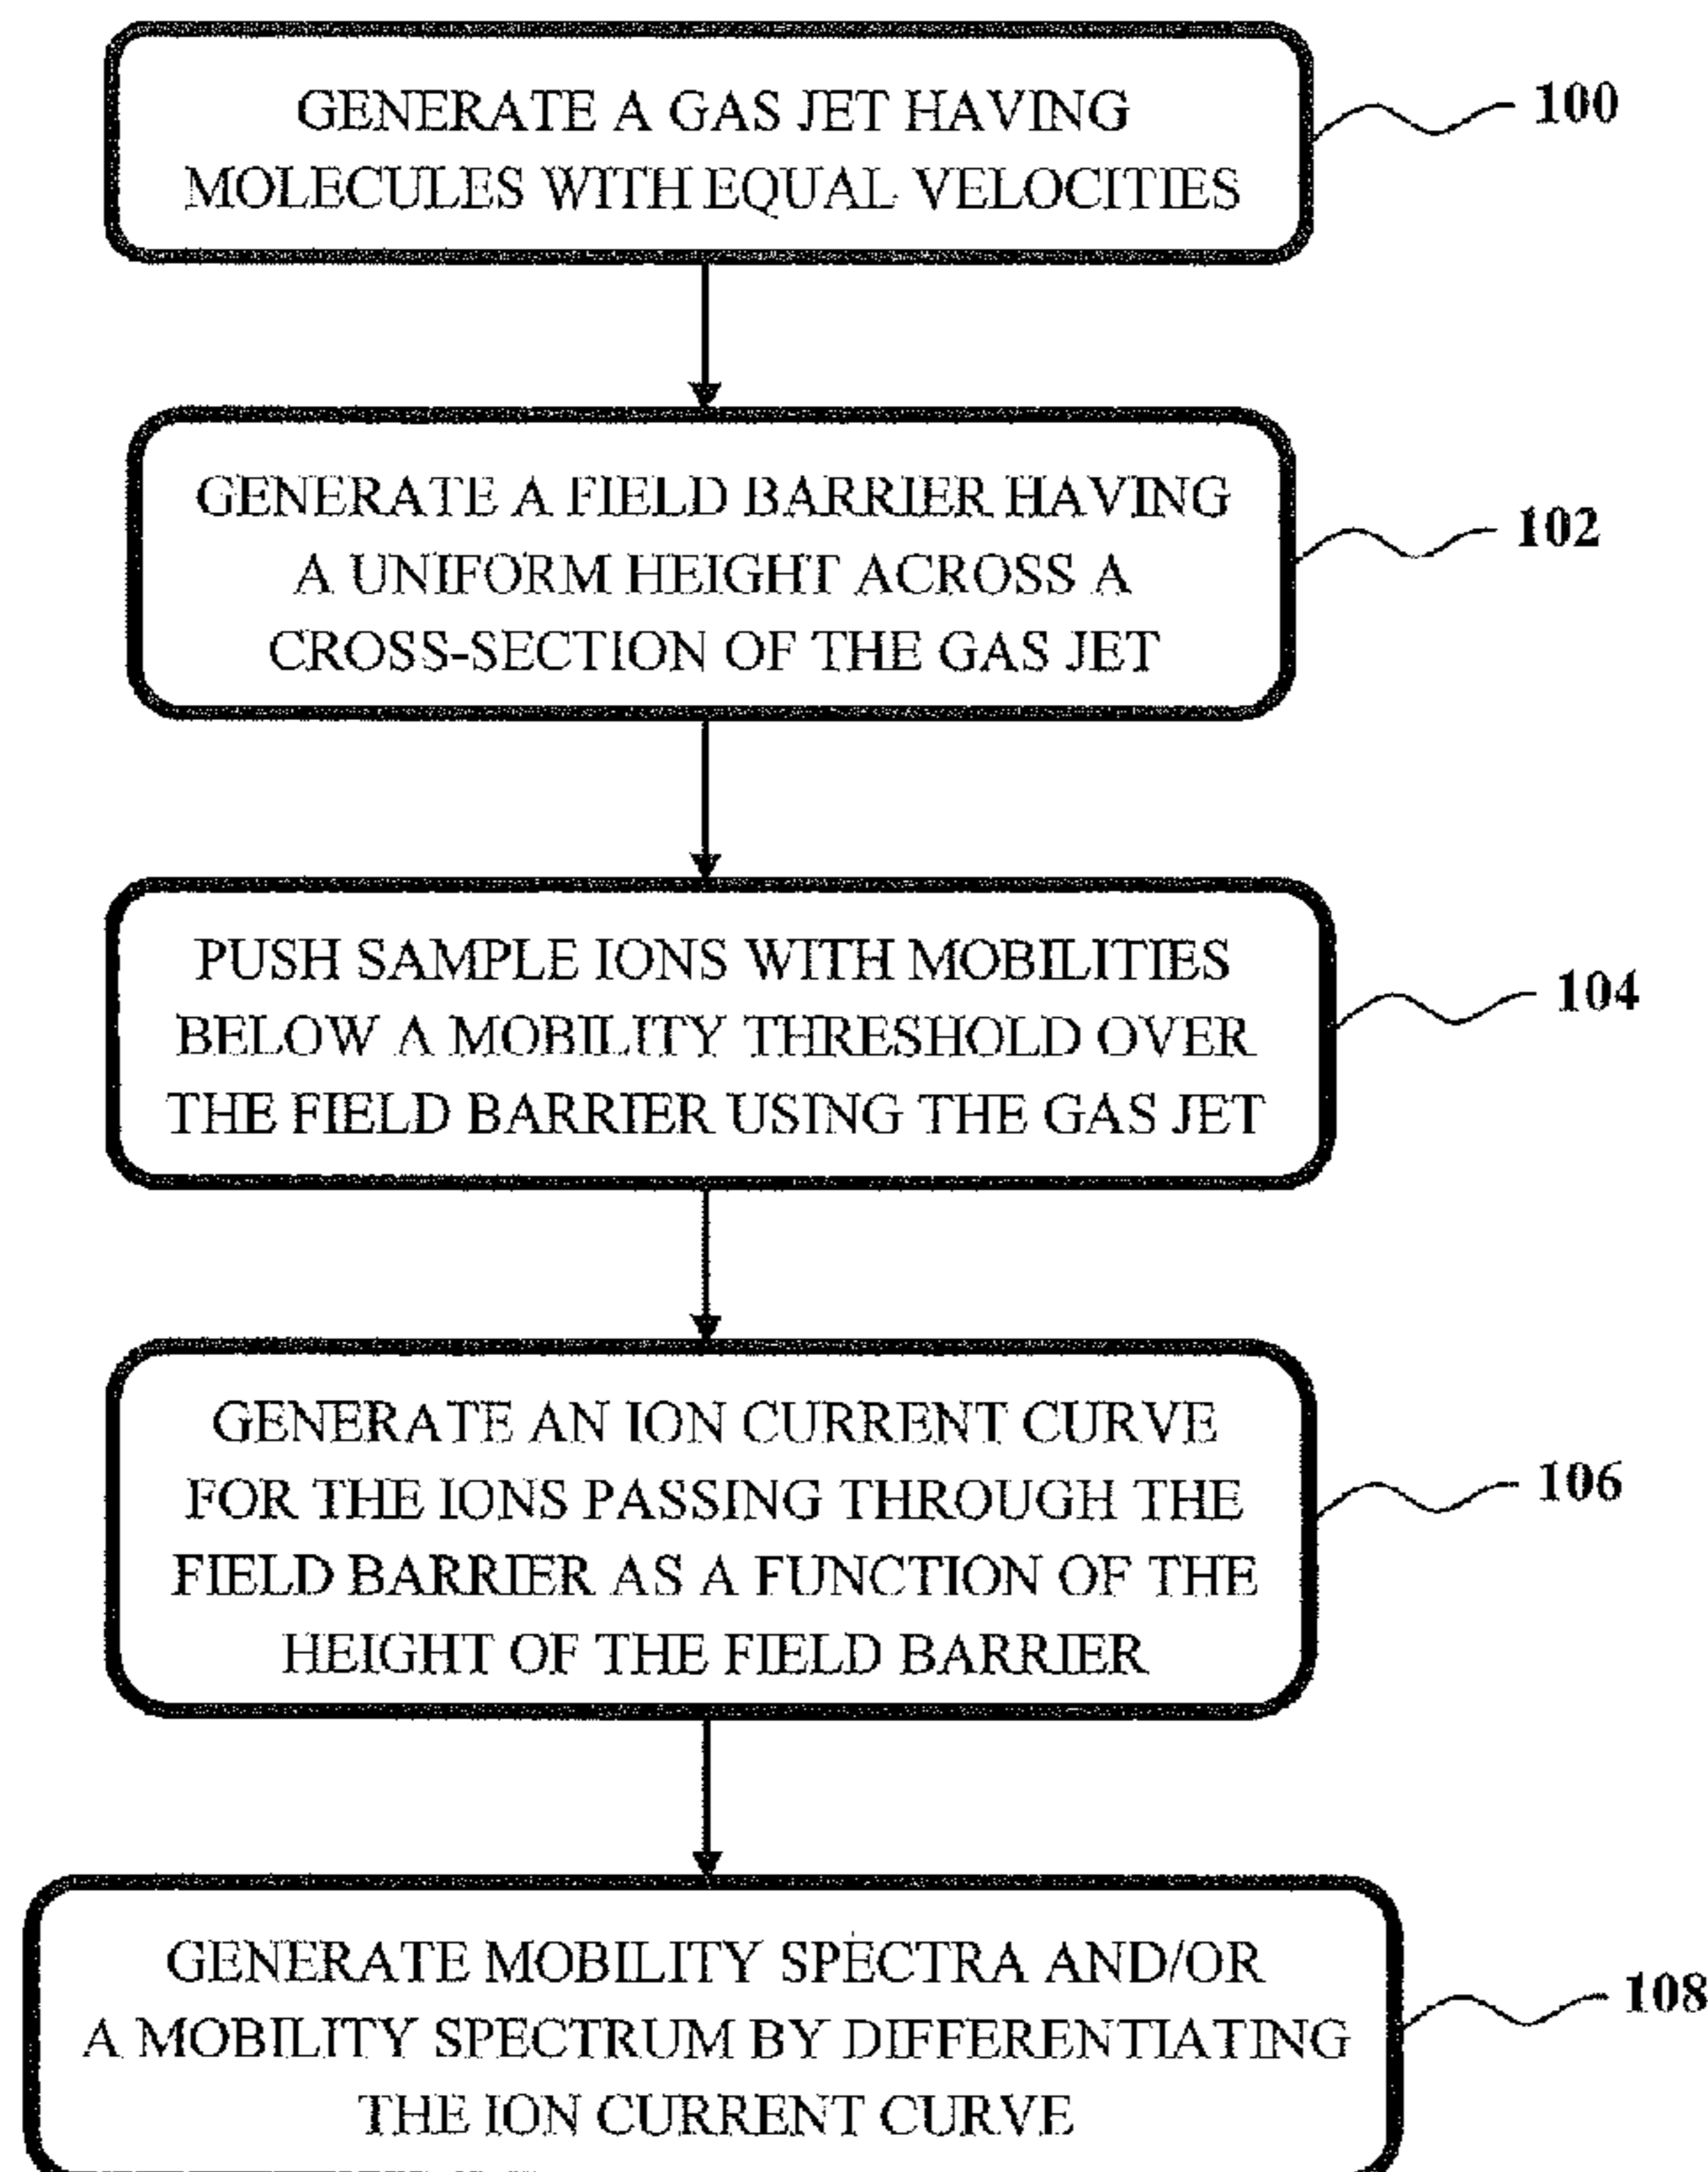 GENERATE A GAS JET HAVING
MOLECULES WITH EQUAL VELOCITIES
100
GENERATE A FIELD BARRIER HAVING
A UNIFORM HEIGHT ACROSS A
CROSS-SECTION OF THE GAS JET
102
PUSH SAMPLE IONS WITH MOBILITIES
BELOW A MOBILITY THRESHOLD OVER
THE FIELD BARRIER USING THE GAS JET
104
GENERATE AN ION CURRENT CURVE
FOR THE IONS PASSING THROUGH THE
FIELD BARRIER AS A FUNCTION OF THE
HEIGHT OF THE FIELD BARRIER
106
GENERATE MOBILITY SPECTRA AND/OR
A MOBILITY SPECTRUM BY DIFFERENTIATING
THE ION CURRENT CURVE
108